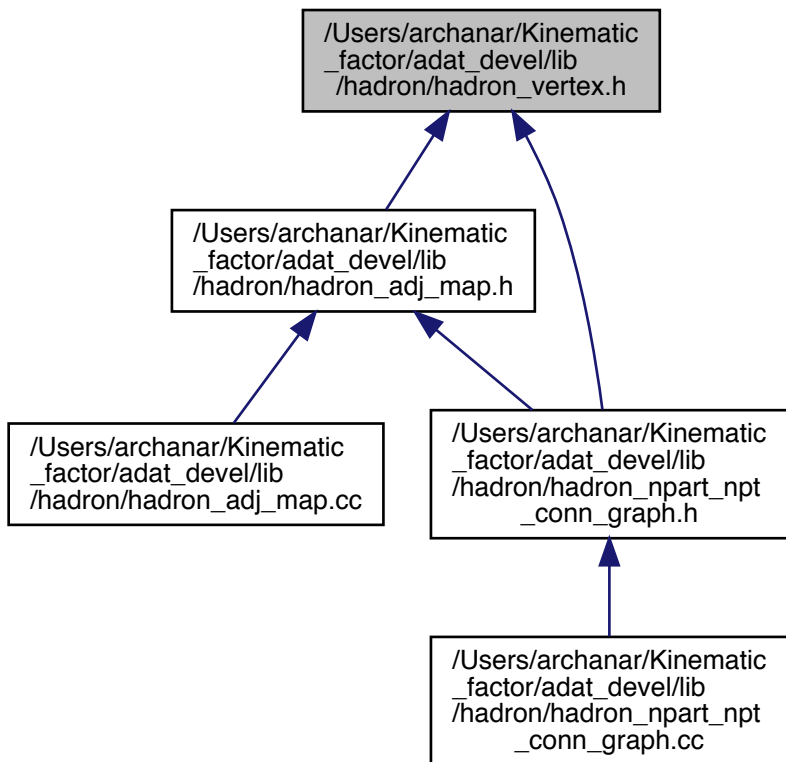 /Users/archanar/Kinematic
_factor/adat_devel/lib
/hadron/hadron_vertex.h
/Users/archanar/Kinematic
_factor/adat_devel/lib
/hadron/hadron_adj_map.h
/Users/archanar/Kinematic
_factor/adat_devel/lib
/hadron/hadron_adj_map.cc
/Users/archanar/Kinematic
_factor/adat_devel/lib
/hadron/hadron_npart_npt
_conn_graph.h
/Users/archanar/Kinematic
_factor/adat_devel/lib
/hadron/hadron_npart_npt
_conn_graph.cc